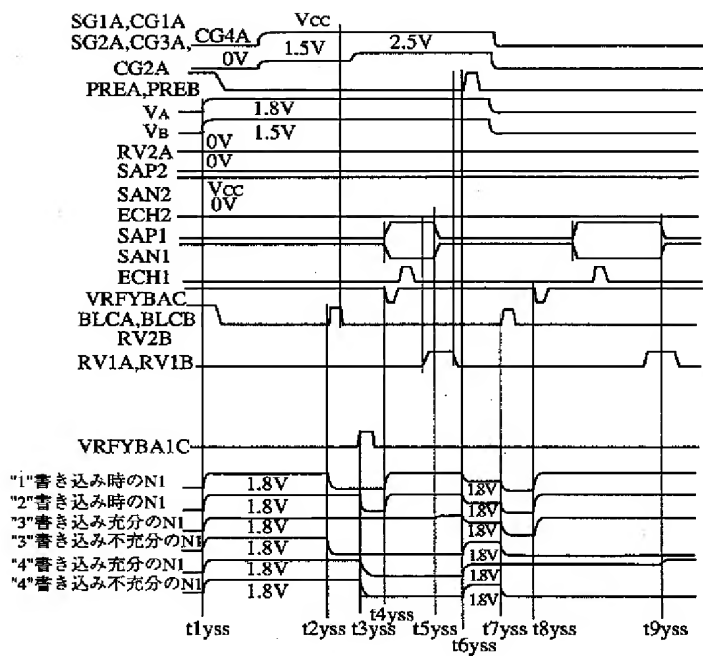 SG1A,CG1A Vcc
SG2A,CG3A, CG4A 1.5V 2.5V
0V
CG2A
PREA,PREB
VA 1.8V
VB 1.5V
0V
RV2A 0V
SAP2
SAN2 Vcc
0V
ECH2
SAP1
SAN1
ECH1
VRFYBAC
BLCA,BLCB
RV2B
RV1A,RV1B
VRFYBA1C
"1"書き込み時のN1 1.8V 1.8V
"2"書き込み時のN1 1.8V 1.8V
"3"書き込み充分のN1 1.8V
"3"書き込み不充分のN1 1.8V 1.8V
"4"書き込み充分のN1 1.8V 1.8V
"4"書き込み不充分のN1 1.8V 1.8V
t1yss t2yss t3yss t4yss t5yss t6yss t7yss t8yss t9yss